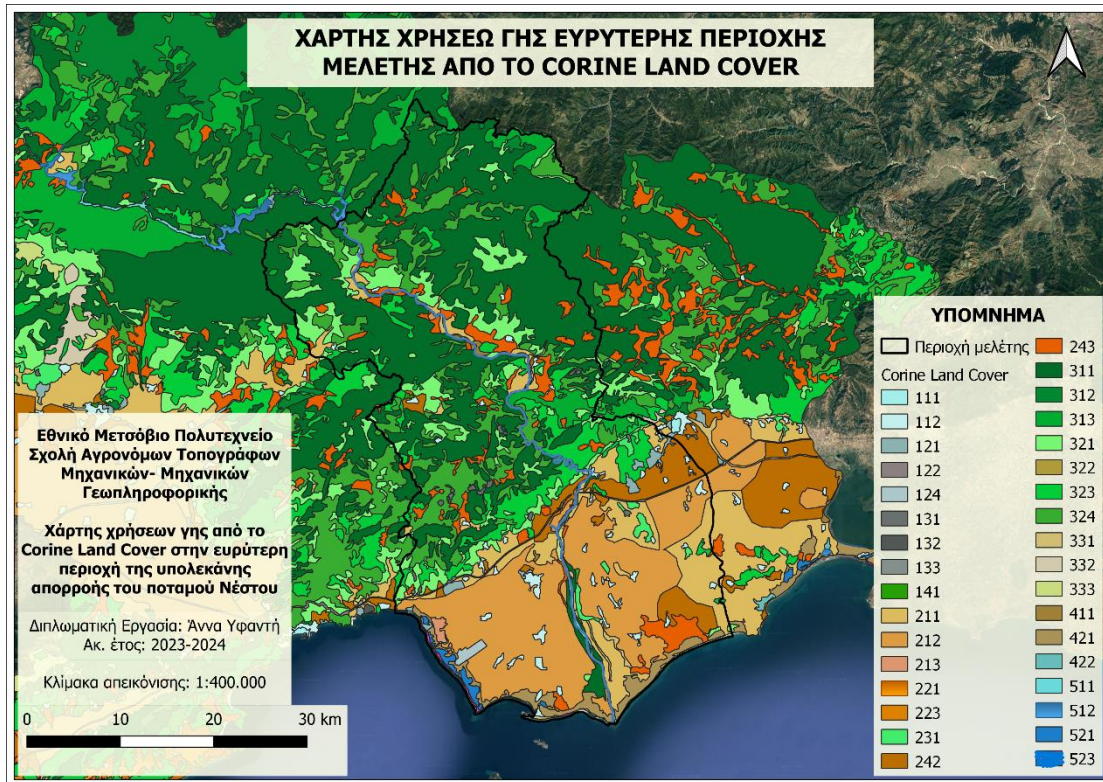 ΧΑΡΤΗΣ ΧΡΗΣΕΩ ΓΗΣ ΕΥΡΥΤΕΡΗΣ ΠΕΡΙΟΧΗΣ
ΜΕΛΕΤΗΣ ΑΠΟ ΤΟ CORINE LAND COVER
Εθνικό Μετσόβιο Πολυτεχνείο
Σχολή Αγρονόμων Τοπογράφων
Μηχανικών- Μηχανικών
Γεωπληροφορικής
Χάρτης χρήσεων γης από το
Corine Land Cover στην ευρύτερη
περιοχή της υπολεκάνης
απορροής του ποταμού Νέστου
Διπλωματική Εργασία: Άννα Υφαντή
Ακ. έτος: 2023-2024
Κλίμακα απεικόνισης: 1:400.000
0 10 20 30 km
ΥΠΟΜΝΗΜΑ
Περιοχή μελέτης
Corine Land Cover
111
112
121
122
124
131
132
133
141
211
212
213
221
223
231
242
243
311
312
313
321
322
323
324
331
332
333
411
421
422
511
512
521
523